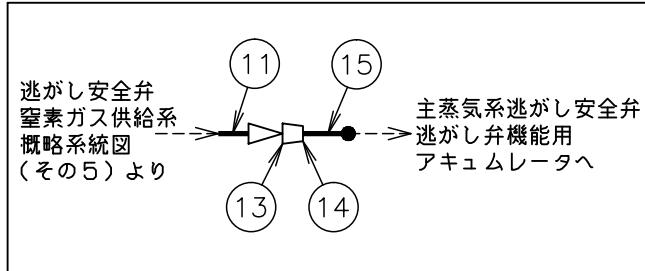 11
15
逃がし安全弁
窒素ガス供給系
概略系統図
(その5)より
主蒸気系逃がし安全弁
逃がし弁機能用
アキュムレータへ
13
14